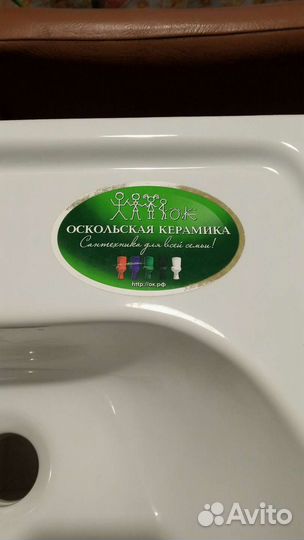 ОСКОЛЬСКАЯ КЕРАМИКА
Сантехника для всей семьи!
http://ок.рф
Avito